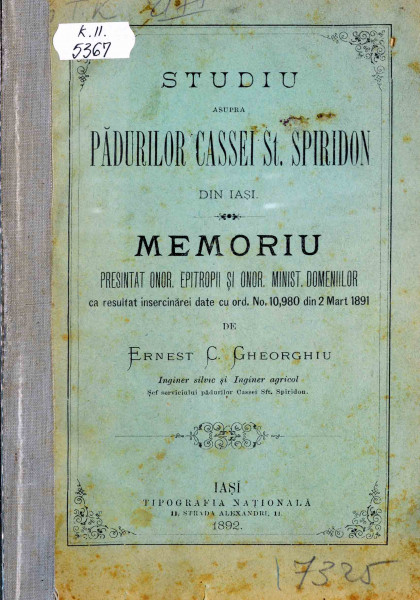 K.II.
5367
STUDIU
ASUPRA
PĂDURILOR CASSEI St. SPIRIDON
DIN IAȘI.
MEMORIU
PRESINTAT ONOR. EPITROPII ȘI ONOR. MINIST. DOMENIILOR
ca resultat insercinărei date cu ord. No. 10,980 din 2 Mart 1891
DE
ERNEST C. GHEORGHIU
Inginer silvic și Inginer agricol
Șef serviciului pădurilor Cassei Sft. Spiridon.
IAȘÎ
TIPOGRAFIA NAȚIONALĂ
11, STRADA ALEXANDRI, 11
1892.
17325